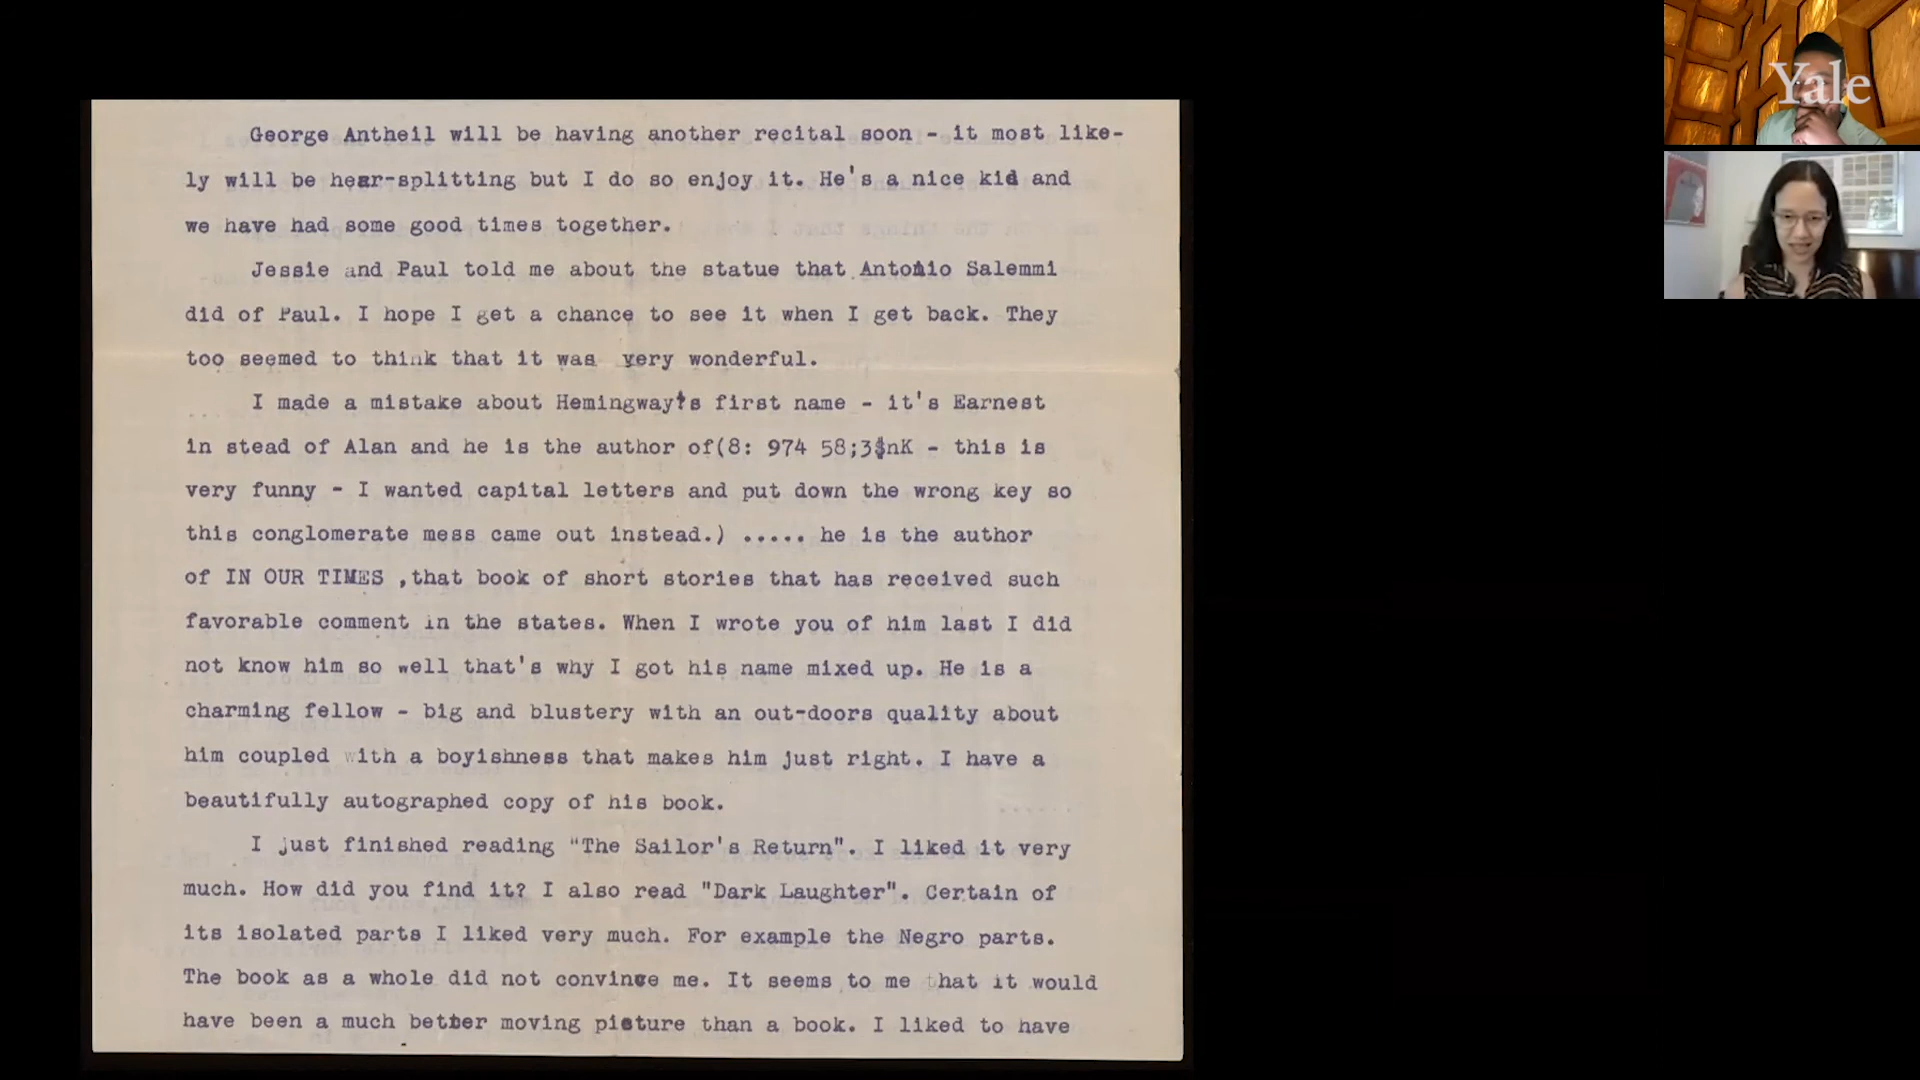 George Antheil will be having another recital soon - it most like-
ly will be hear-splitting but I do so enjoy it. He's a nice kid and
we have had some good times together.
Jessie and Paul told me about the statue that Antonio Salemmi
did of Paul. I hope I get a chance to see it when I get back. They
too seemed to think that it was very wonderful.
I made a mistake about Hemingway's first name - it's Earnest
in stead of Alan and he is the author of(8: 974 58;3$nK - this is
very funny - I wanted capital letters and put down the wrong key so
this conglomerate mess came out instead.) ..... he is the author
of IN OUR TIMES ,that book of short stories that has received such
favorable comment in the states. When I wrote you of him last I did
not know him so well that's why I got his name mixed up. He is a
charming fellow - big and blustery with an out-doors quality about
him coupled with a boyishness that makes him just right. I have a
beautifully autographed copy of his book.
I just finished reading "The Sailor's Return". I liked it very
much. How did you find it? I also read "Dark Laughter". Certain of
its isolated parts I liked very much. For example the Negro parts.
The book as a whole did not convince me. It seems to me that it would
have been a much better moving picture than a book. I liked to have
Yale